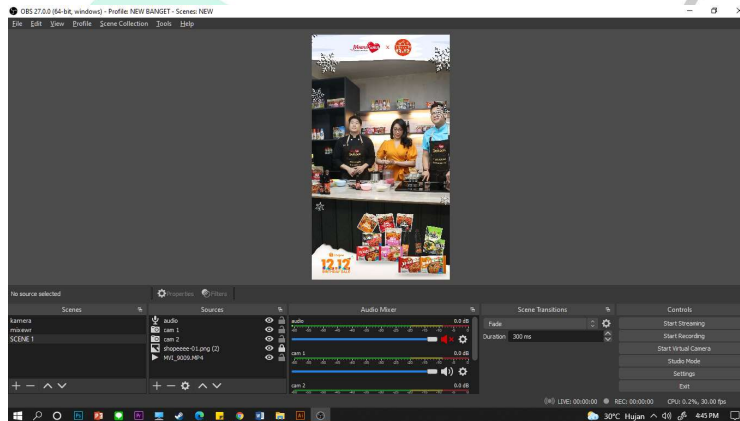 OBS 27.0.0 (64-bit, windows) - Profile: NEW BANGET - Scenes: NEW
File Edit View Profile Scene Collection Tools Help
x
12.12
BIRTHDAY SALE
No source selected
Properties Filters
Scenes
kamera
mixewr
SCENE 1
Sources
audio
cam 1
cam 2
shopeeee-01.png (2)
MVI_9009.MP4
Audio Mixer
audio 0.0 dB
cam 1 0.0 dB
cam 2 0.0 dB
Scene Transitions
Fade
Duration 300 ms
Controls
Start Streaming
Start Recording
Start Virtual Camera
Studio Mode
Settings
Exit
LIVE: 00:00:00 REC: 00:00:00 CPU: 0.2%, 30.00 fps
30°C Hujan 4:45 PM